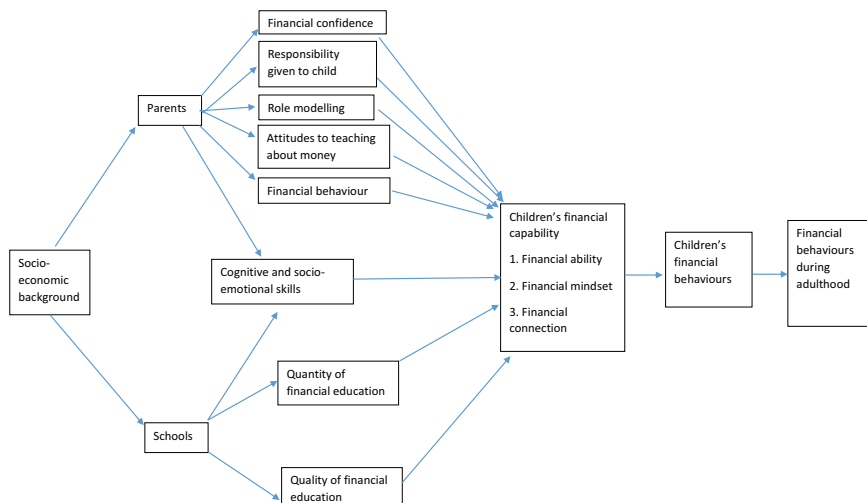 Financial confidence
Responsibility
given to child
Parents
Role modelling
Attitudes to teaching
about money
Financial behaviour
Children’s financial
capability
1. Financial ability
2. Financial mindset
3. Financial
connection
Children’s
financial
behaviours
Financial
behaviours
during
adulthood
Socio-
economic
background
Cognitive and socio-
emotional skills
Quantity of
financial education
Schools
Quality of financial
education